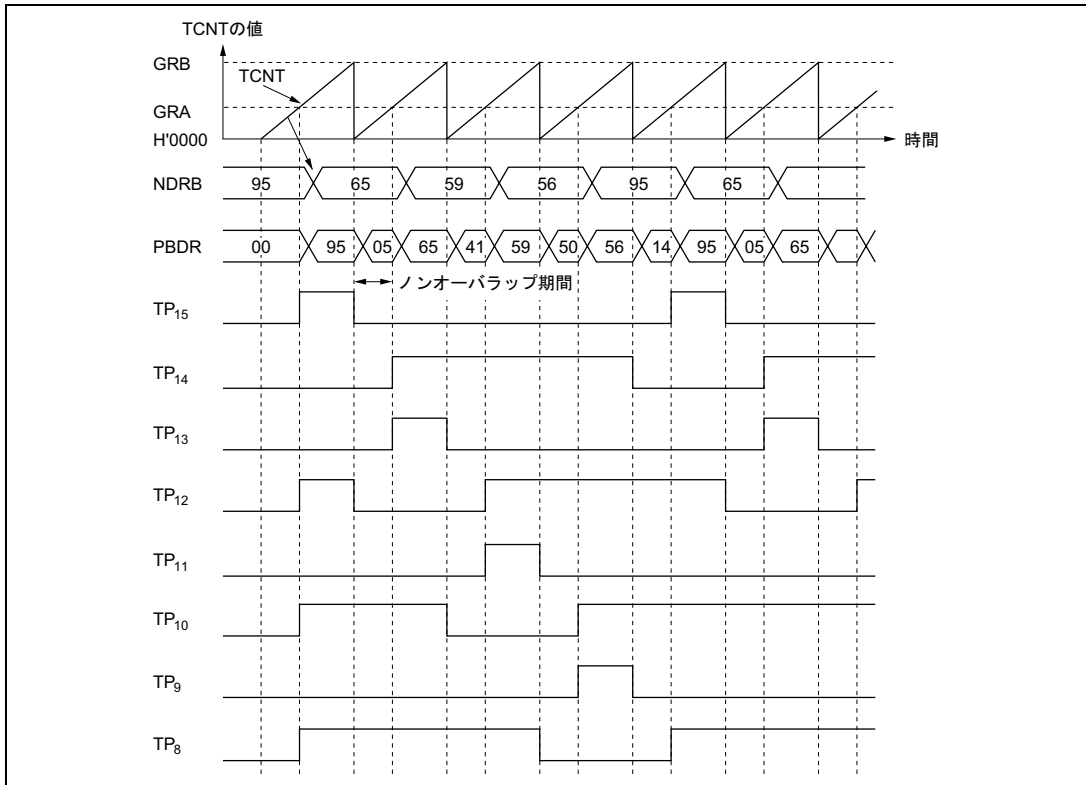 TCNTの値
GRB
TCNT
GRA
H'0000
時間
NDRB 95 65 59 56 95 65
PBDR 00 95 05 65 41 59 50 56 14 95 05 65
ノンオーバラップ期間
TP15
TP14
TP13
TP12
TP11
TP10
TP9
TP8